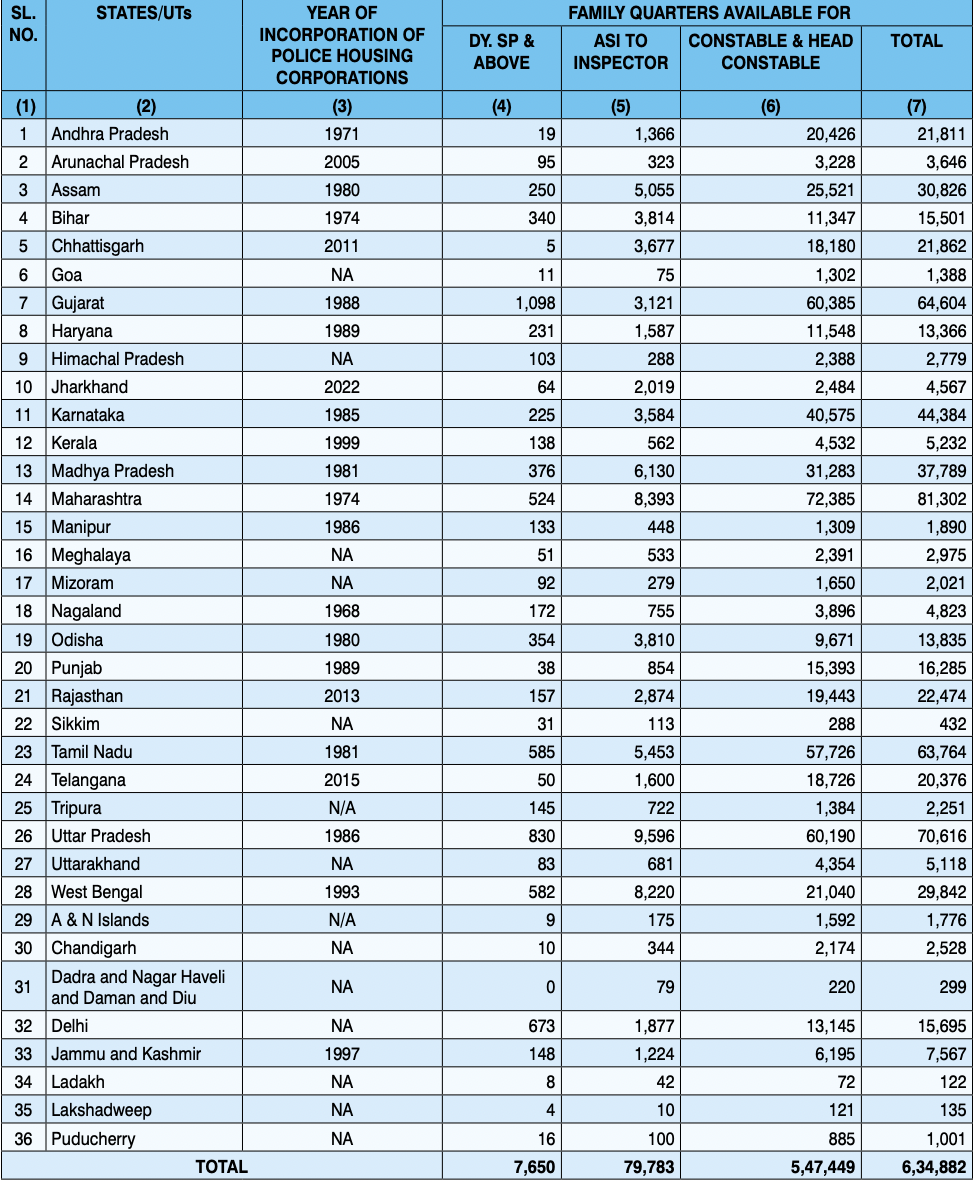 SL. NO. STATES/UTs YEAR OF INCORPORATION OF POLICE HOUSING CORPORATIONS FAMILY QUARTERS AVAILABLE FOR
DY. SP & ABOVE ASI TO INSPECTOR CONSTABLE & HEAD CONSTABLE TOTAL
(1) (2) (3) (4) (5) (6) (7)
1 Andhra Pradesh 1971 19 1,366 20,426 21,811
2 Arunachal Pradesh 2005 95 323 3,228 3,646
3 Assam 1980 250 5,055 25,521 30,826
4 Bihar 1974 340 3,814 11,347 15,501
5 Chhattisgarh 2011 5 3,677 18,180 21,862
6 Goa NA 11 75 1,302 1,388
7 Gujarat 1988 1,098 3,121 60,385 64,604
8 Haryana 1989 231 1,587 11,548 13,366
9 Himachal Pradesh NA 103 288 2,388 2,779
10 Jharkhand 2022 64 2,019 2,484 4,567
11 Karnataka 1985 225 3,584 40,575 44,384
12 Kerala 1999 138 562 4,532 5,232
13 Madhya Pradesh 1981 376 6,130 31,283 37,789
14 Maharashtra 1974 524 8,393 72,385 81,302
15 Manipur 1986 133 448 1,309 1,890
16 Meghalaya NA 51 533 2,391 2,975
17 Mizoram NA 92 279 1,650 2,021
18 Nagaland 1968 172 755 3,896 4,823
19 Odisha 1980 354 3,810 9,671 13,835
20 Punjab 1989 38 854 15,393 16,285
21 Rajasthan 2013 157 2,874 19,443 22,474
22 Sikkim NA 31 113 288 432
23 Tamil Nadu 1981 585 5,453 57,726 63,764
24 Telangana 2015 50 1,600 18,726 20,376
25 Tripura N/A 145 722 1,384 2,251
26 Uttar Pradesh 1986 830 9,596 60,190 70,616
27 Uttarakhand NA 83 681 4,354 5,118
28 West Bengal 1993 582 8,220 21,040 29,842
29 A & N Islands N/A 9 175 1,592 1,776
30 Chandigarh NA 10 344 2,174 2,528
31 Dadra and Nagar Haveli and Daman and Diu NA 0 79 220 299
32 Delhi NA 673 1,877 13,145 15,695
33 Jammu and Kashmir 1997 148 1,224 6,195 7,567
34 Ladakh NA 8 42 72 122
35 Lakshadweep NA 4 10 121 135
36 Puducherry NA 16 100 885 1,001
TOTAL 7,650 79,783 5,47,449 6,34,882